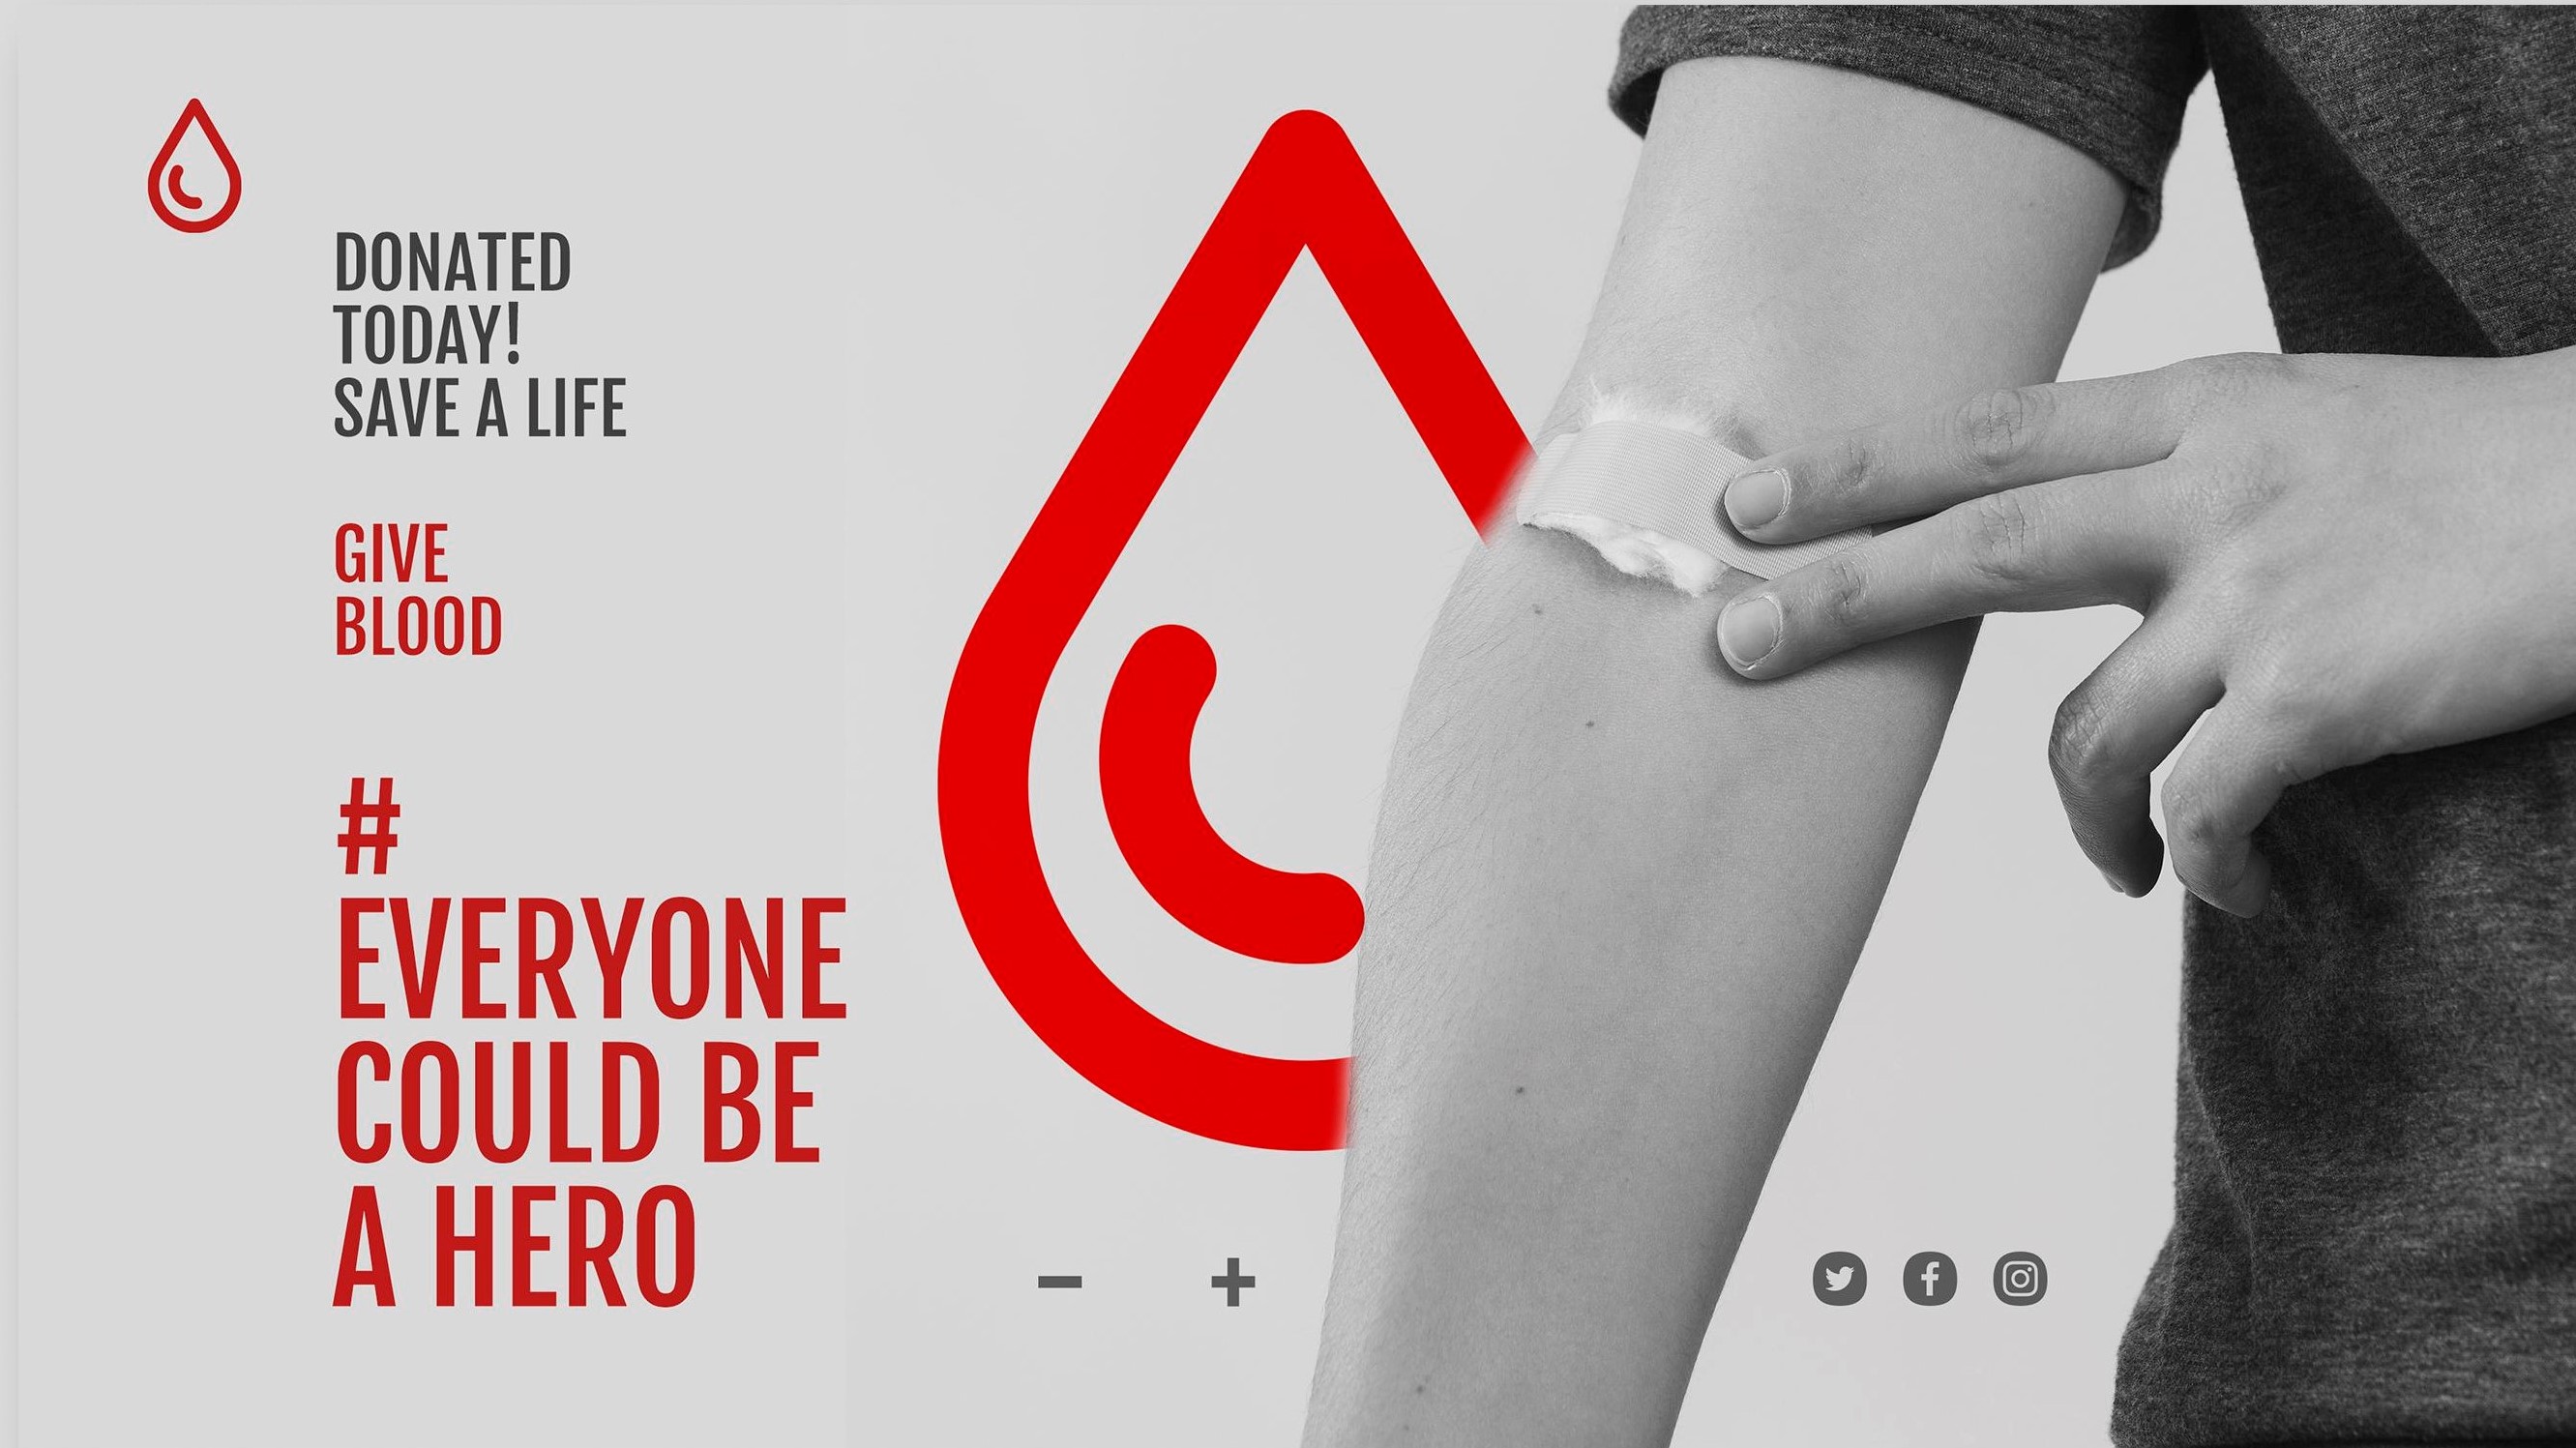 DONATED
TODAY!
SAVE A LIFE
GIVE
BLOOD
#
EVERYONE
COULD BE
A HERO
- +